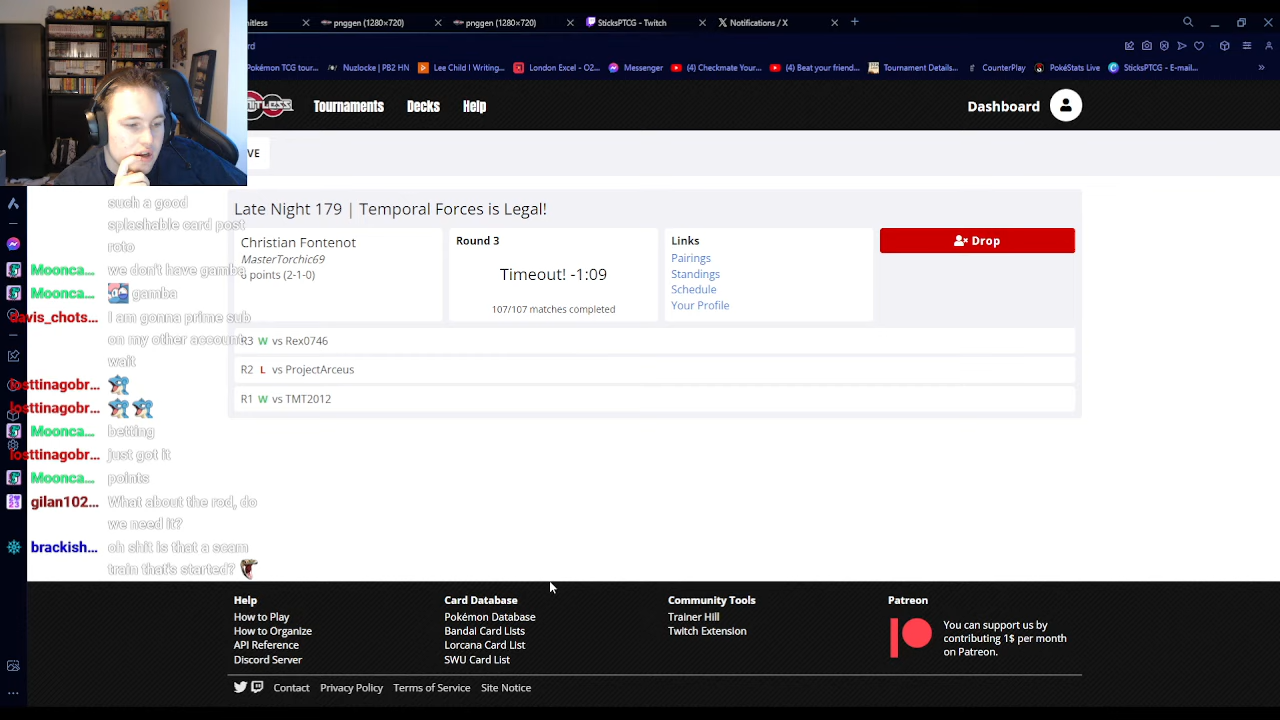 pnggen (1280×720)
pnggen (1280×720)
SticksPTCG - Twitch
Notifications / X
Pokémon TCG tour...
Nuzlocke | PB2 HN
Lee Child I Writing...
London Excel - O2...
Messenger
(4) Checkmate Your...
(4) Beat your friend...
Tournament Details...
CounterPlay
PokéStats Live
SticksPTCG - E-mail...
Tournaments
Decks
Help
Dashboard
VE
Late Night 179 | Temporal Forces is Legal!
Christian Fontenot
MasterTorchic69
6 points (2-1-0)
Round 3
Timeout! -1:09
107/107 matches completed
Links
Pairings
Standings
Schedule
Your Profile
Drop
R3 W vs Rex0746
R2 L vs ProjectArceus
R1 W vs TMT2012
such a good
splashable card post
roto
Moonca... we don't have gamba
Moonca... gamba
davis_chots... I am gonna prime sub
on my other account
wait
losttinagobr...
losttinagobr...
Moonca... betting
losttinagobr... just got it
Moonca... points
gilan102... What about the rod, do
we need it?
brackish... oh shit is that a scam
train that's started?
Help
How to Play
How to Organize
API Reference
Discord Server
Card Database
Pokémon Database
Bandai Card Lists
Lorcana Card List
SWU Card List
Community Tools
Trainer Hill
Twitch Extension
Patreon
You can support us by
contributing 1$ per month
on Patreon.
Contact
Privacy Policy
Terms of Service
Site Notice